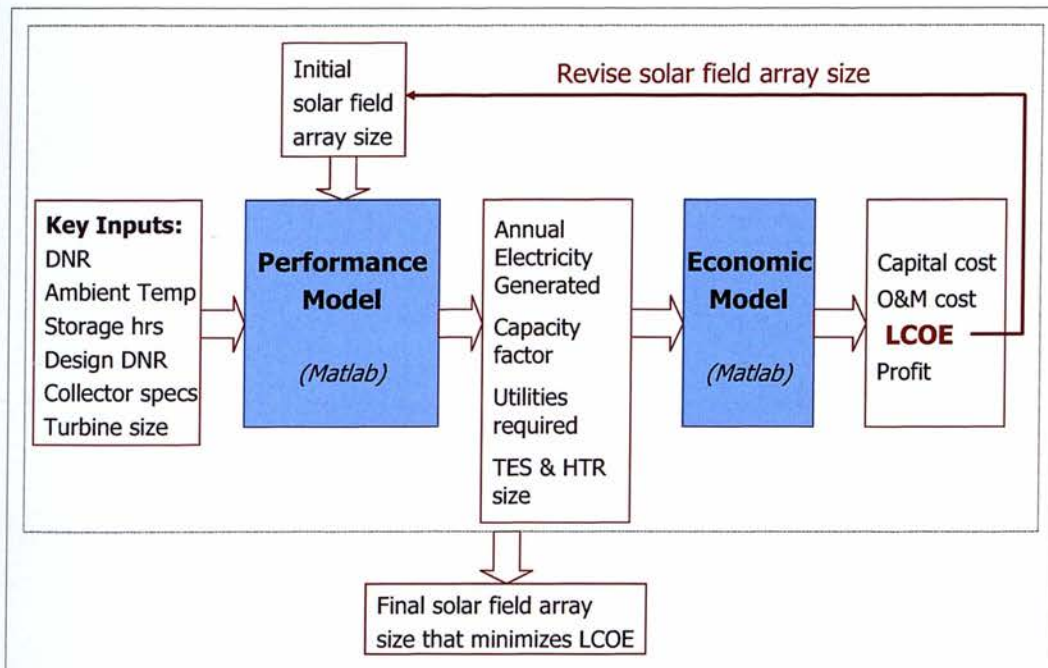 Initial
solar field
array size
Revise solar field array size
Key Inputs:
DNR
Ambient Temp
Storage hrs
Design DNR
Collector specs
Turbine size
Performance
Model
(Matlab)
Annual
Electricity
Generated
Capacity
factor
Utilities
required
TES & HTR
size
Economic
Model
(Matlab)
Capital cost
O&M cost
LCOE
Profit
Final solar field array
size that minimizes LCOE